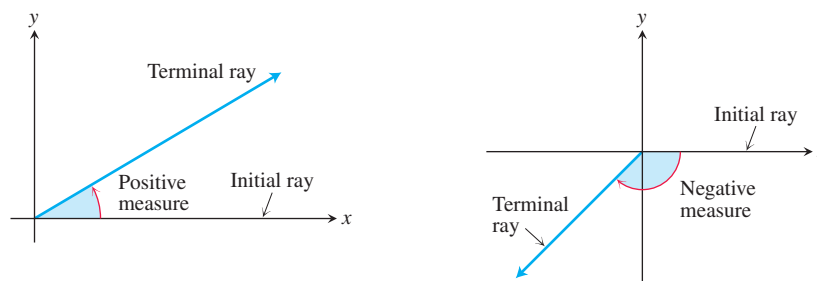 y
Terminal ray
Positive
measure
Initial ray
x
y
Initial ray
Negative
measure
Terminal
ray